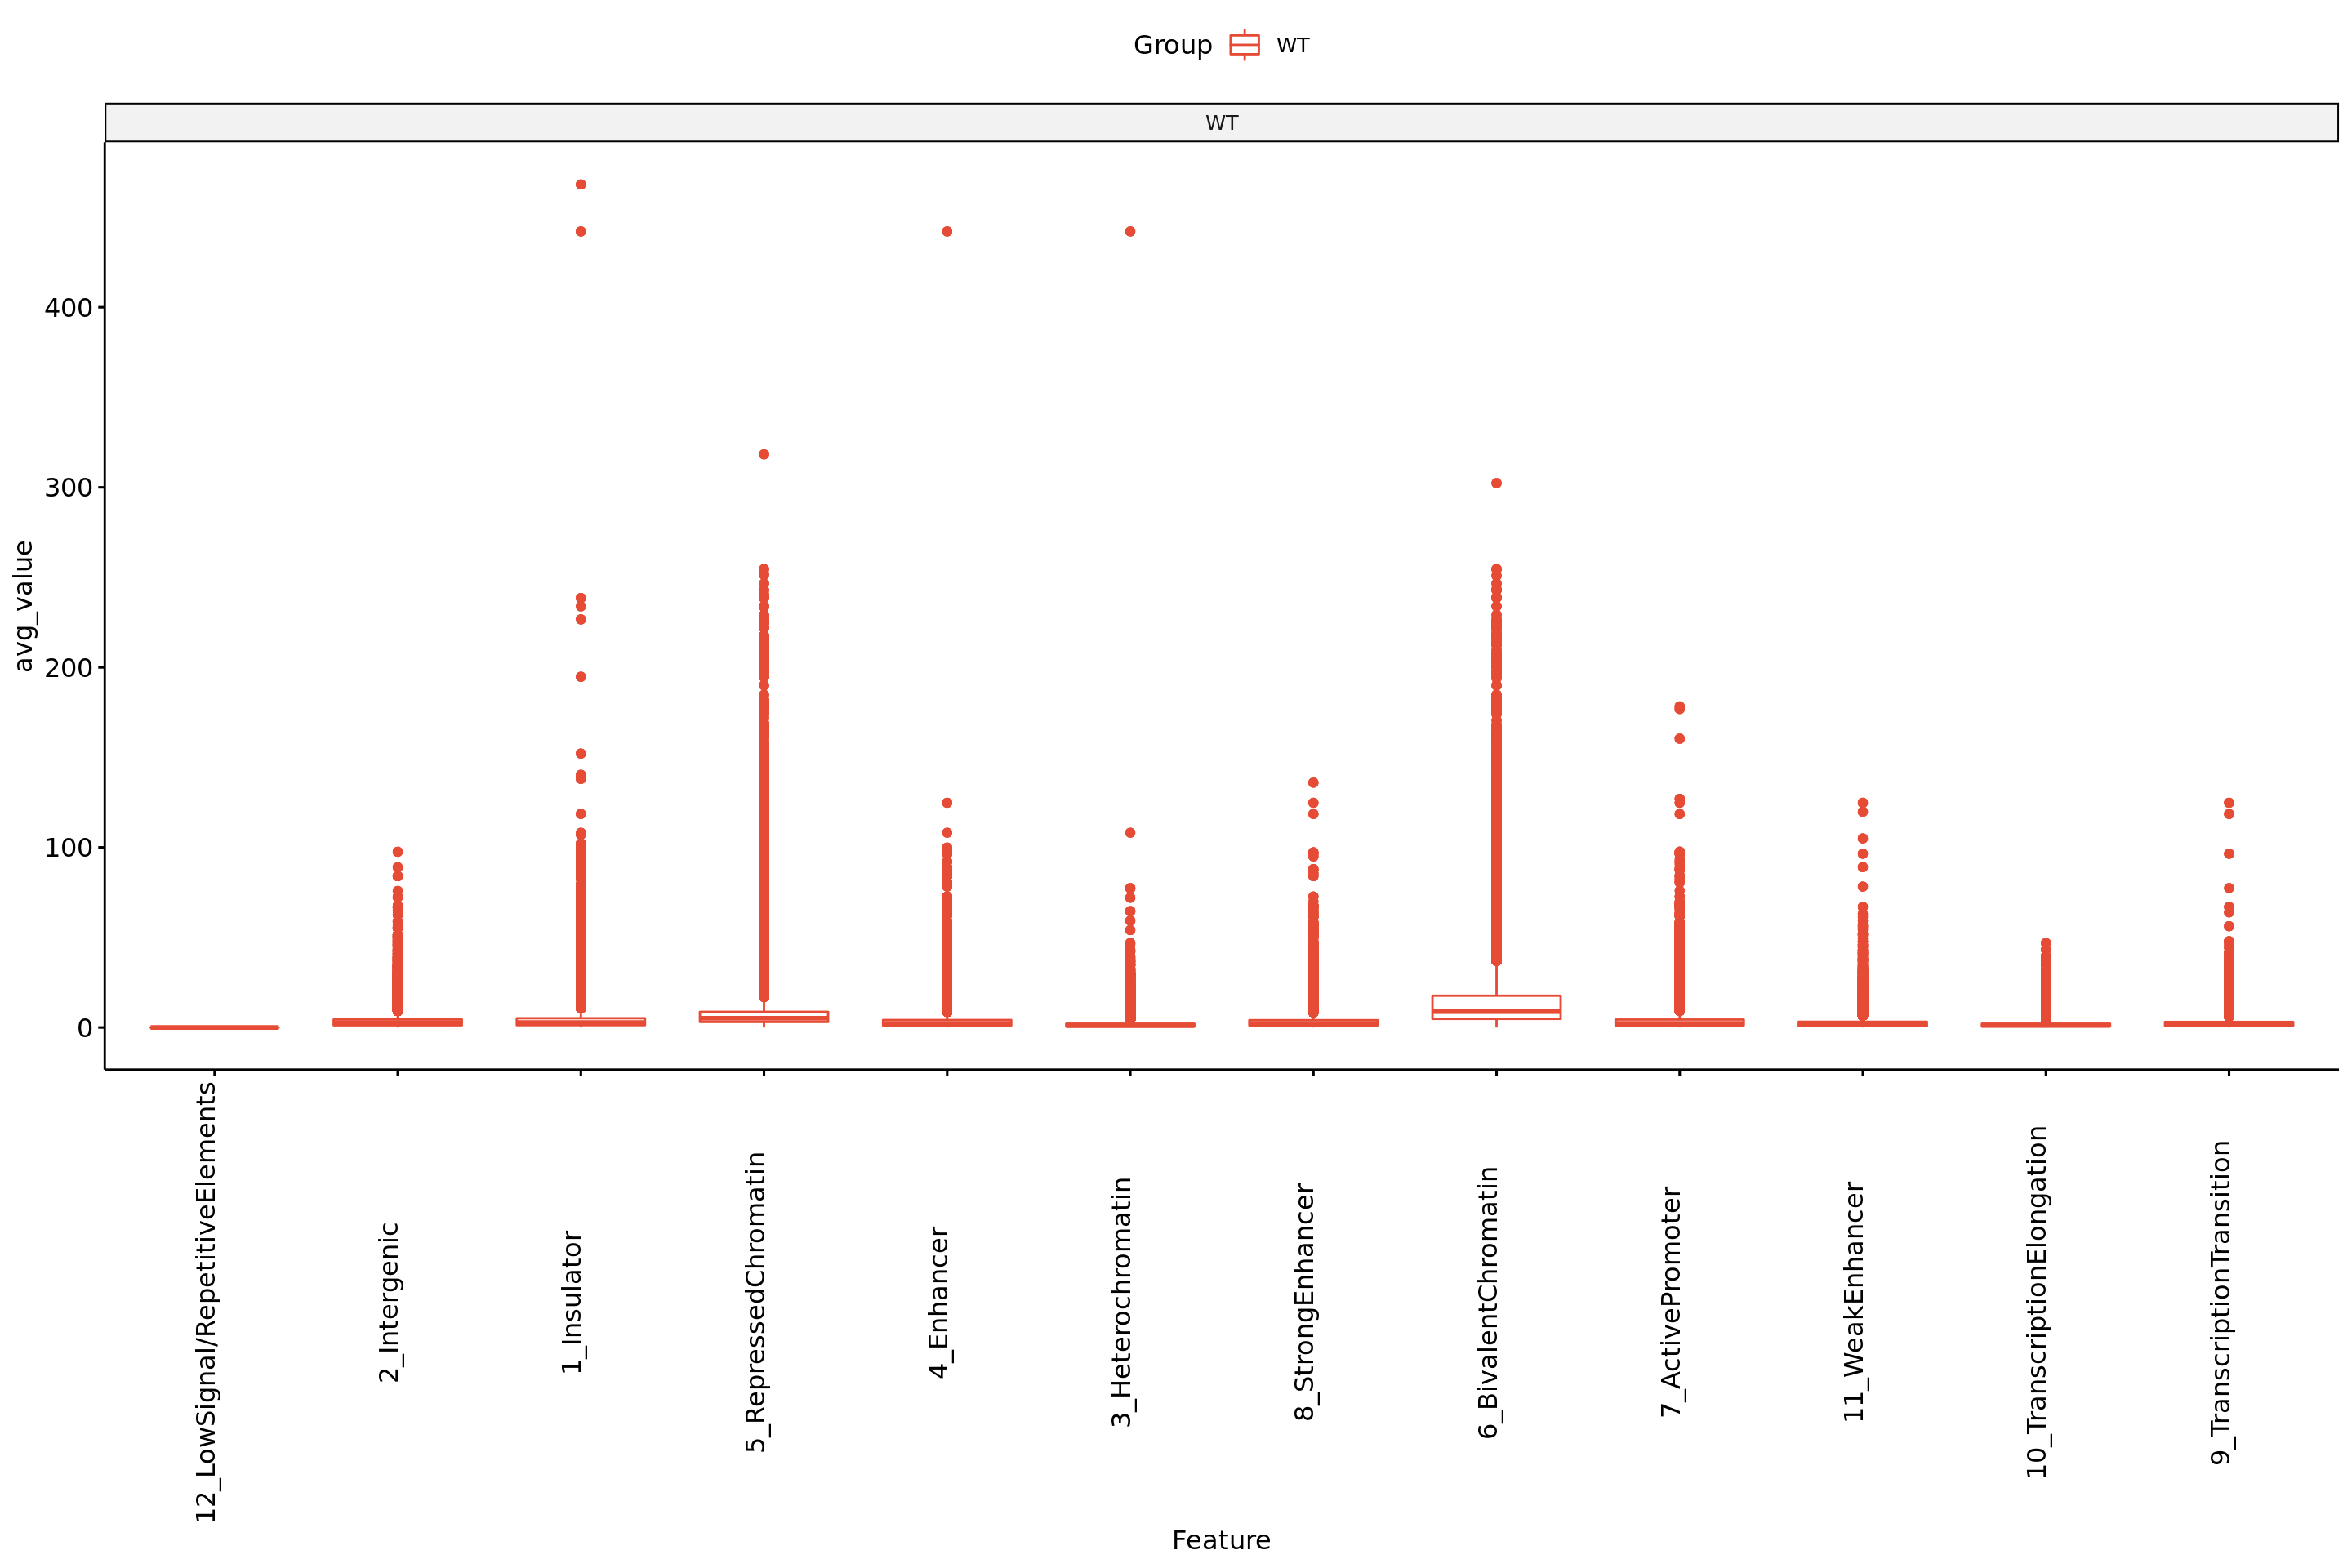 Group WT
WT
avg_value
400
300
200
100
0
12_LowSignal/RepetitiveElements
2_Intergenic
1_Insulator
5_RepressedChromatin
4_Enhancer
3_Heterochromatin
8_StrongEnhancer
6_BivalentChromatin
7_ActivePromoter
11_WeakEnhancer
10_TranscriptionElongation
9_TranscriptionTransition
Feature